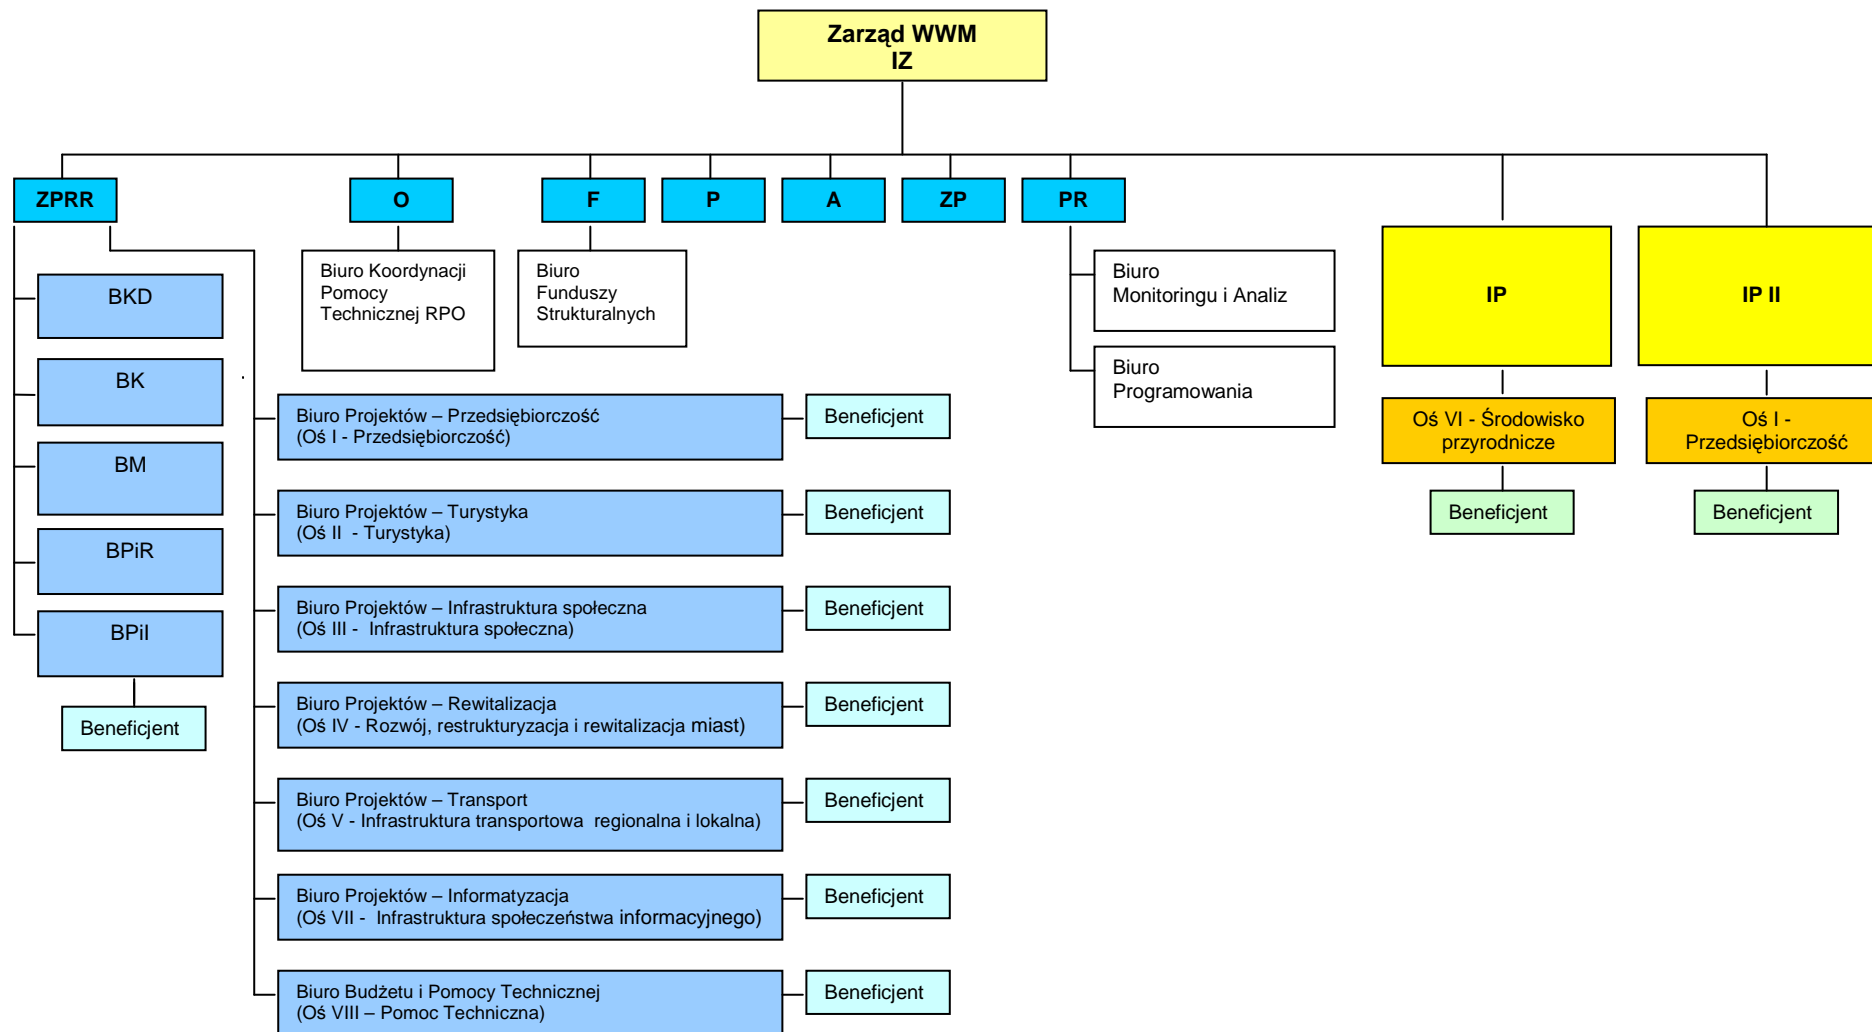 Zarząd WWM
IZ
ZPRR
O
F
P
A
ZP
PR
BKD
BK
BM
BPiR
BPiI
Beneficjent
Biuro Koordynacji
Pomocy
Technicznej RPO
Biuro
Funduszy
Strukturalnych
Biuro
Monitoringu i Analiz
Biuro
Programowania
IP
IP II
Oś VI - Środowisko
przyrodnicze
Oś I -
Przedsiębiorczość
Beneficjent
Beneficjent
Biuro Projektów – Przedsiębiorczość
(Oś I - Przedsiębiorczość)
Beneficjent
Biuro Projektów – Turystyka
(Oś II - Turystyka)
Beneficjent
Biuro Projektów – Infrastruktura społeczna
(Oś III - Infrastruktura społeczna)
Beneficjent
Biuro Projektów – Rewitalizacja
(Oś IV - Rozwój, restrukturyzacja i rewitalizacja miast)
Beneficjent
Biuro Projektów – Transport
(Oś V - Infrastruktura transportowa regionalna i lokalna)
Beneficjent
Biuro Projektów – Informatyzacja
(Oś VII - Infrastruktura społeczeństwa informacyjnego)
Beneficjent
Biuro Budżetu i Pomocy Technicznej
(Oś VIII – Pomoc Techniczna)
Beneficjent